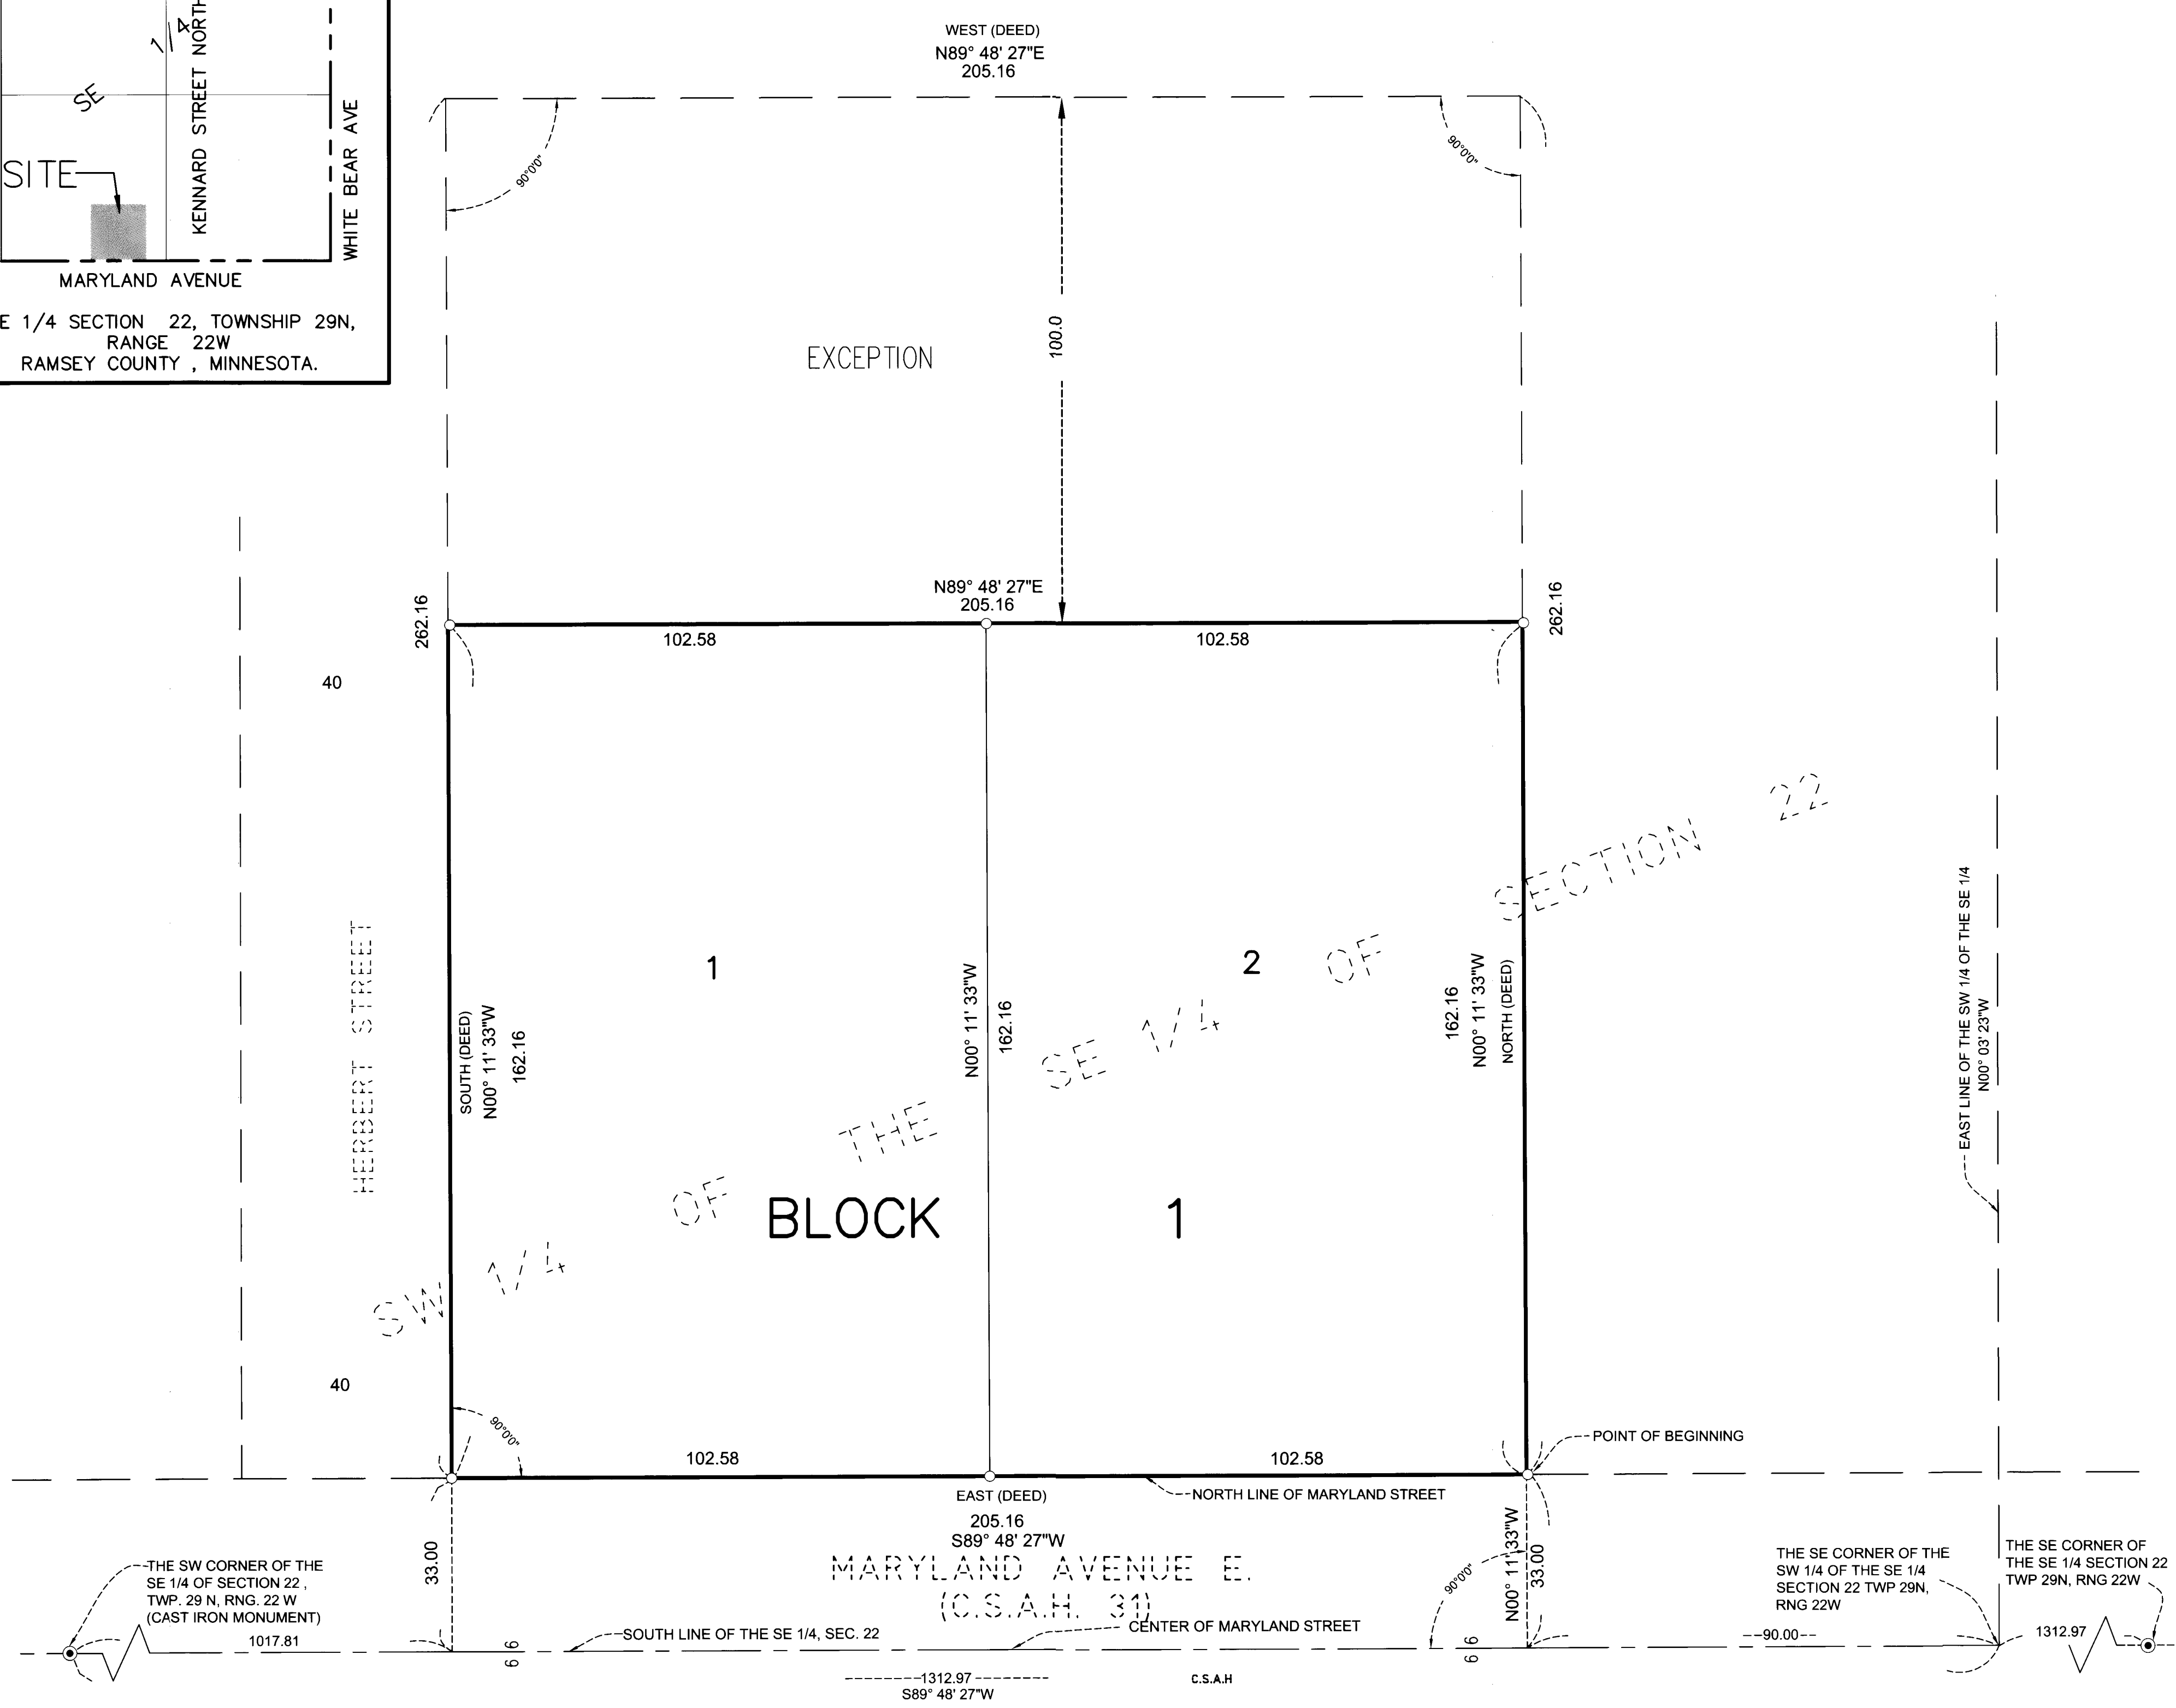 1/4
SE
KENNARD STREET NORTH
WHITE BEAR AVE
SITE
MARYLAND AVENUE
E 1/4 SECTION 22, TOWNSHIP 29N,
RANGE 22W
RAMSEY COUNTY , MINNESOTA.
WEST (DEED)
N89° 48' 27"E
205.16
90°0'0"
90°0'0"
100.0
EXCEPTION
N89° 48' 27"E
205.16
262.16
262.16
102.58
102.58
40
HERBERT STREET
40
SOUTH (DEED)
N00° 11' 33"W
162.16
1
N00° 11' 33"W
162.16
2
162.16
N00° 11' 33"W
NORTH (DEED)
SW 1/4 OF THE SE 1/4 OF SECTION 22
BLOCK 1
EAST LINE OF THE SW 1/4 OF THE SE 1/4
N00° 03' 23"W
90°0'0"
102.58
102.58
POINT OF BEGINNING
EAST (DEED)
NORTH LINE OF MARYLAND STREET
205.16
S89° 48' 27"W
MARYLAND AVENUE E.
(C.S.A.H. 31)
33.00
90°0'0"
N00° 11' 33"W
33.00
THE SW CORNER OF THE
SE 1/4 OF SECTION 22 ,
TWP. 29 N, RNG. 22 W
(CAST IRON MONUMENT)
THE SE CORNER OF THE
SW 1/4 OF THE SE 1/4
SECTION 22 TWP 29N,
RNG 22W
THE SE CORNER OF
THE SE 1/4 SECTION 22
TWP 29N, RNG 22W
1017.81
66
SOUTH LINE OF THE SE 1/4, SEC. 22
CENTER OF MARYLAND STREET
66
90.00
1312.97
1312.97
S89° 48' 27"W
C.S.A.H